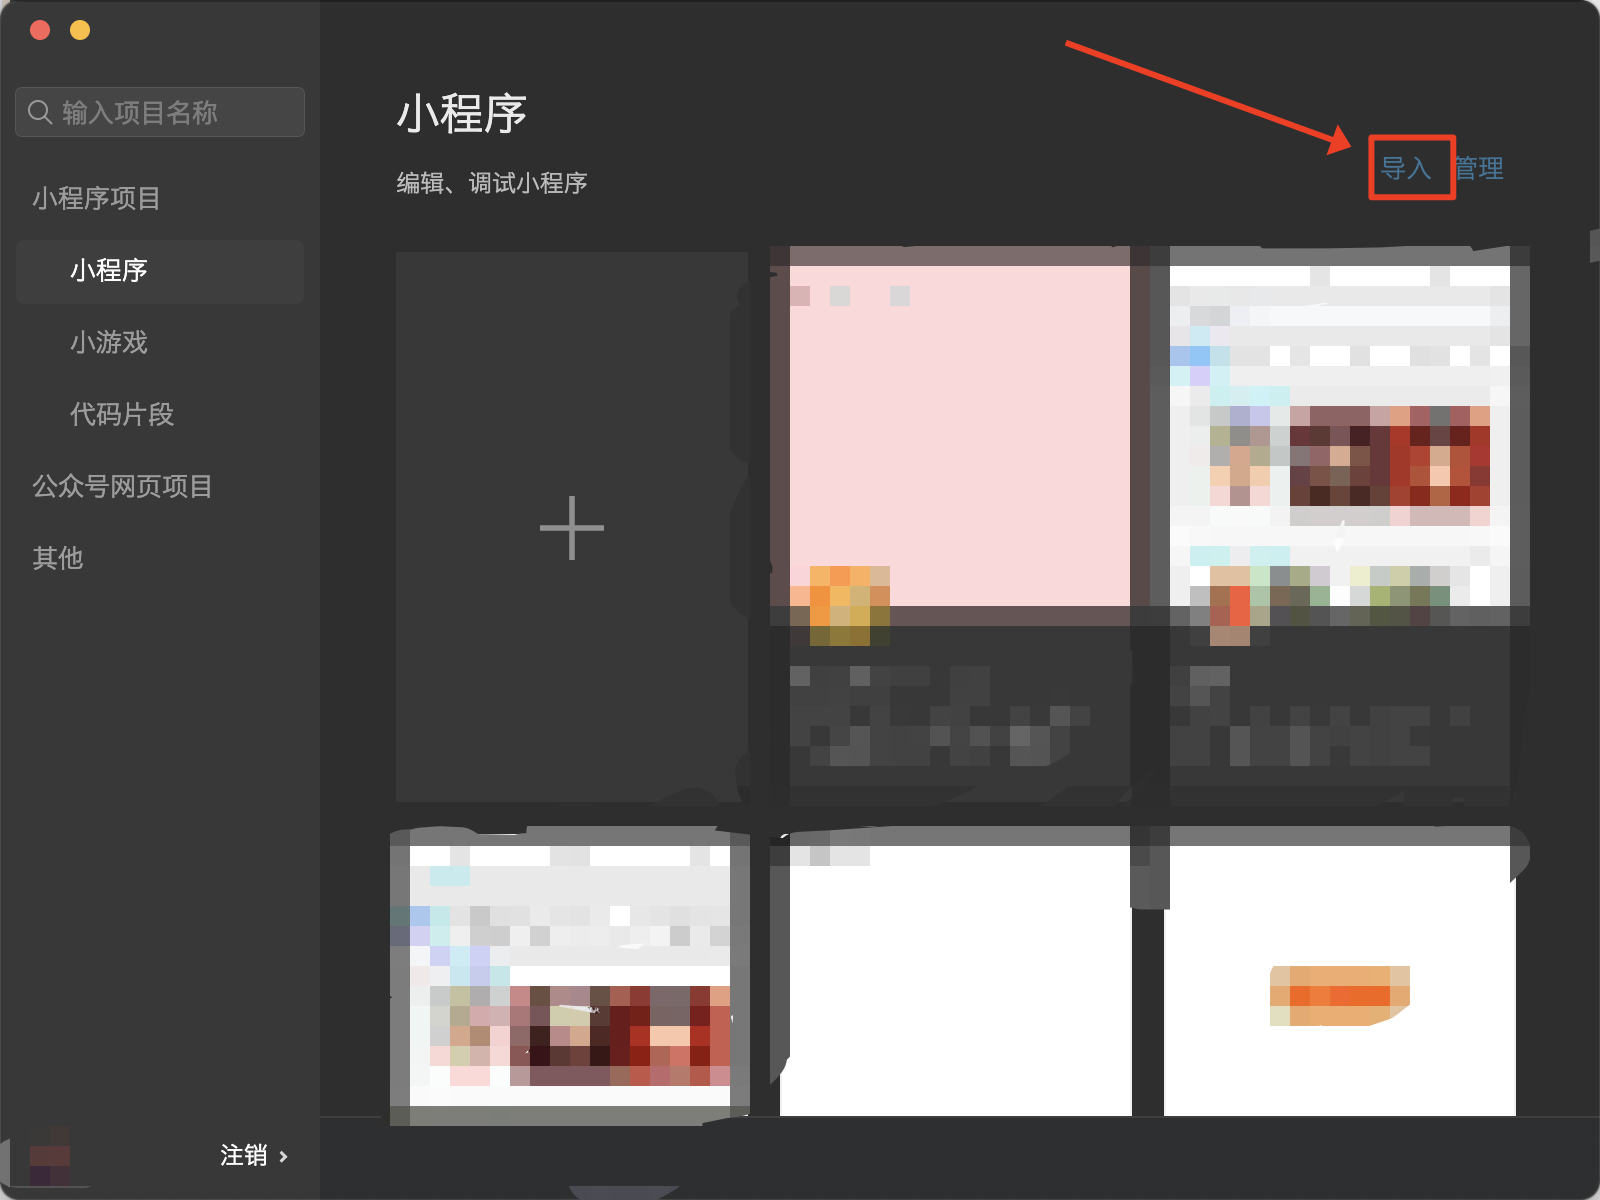 输入项目名称
小程序项目
小程序
小游戏
代码片段
公众号网页项目
其他
注销
小程序
编辑、调试小程序
导入 管理